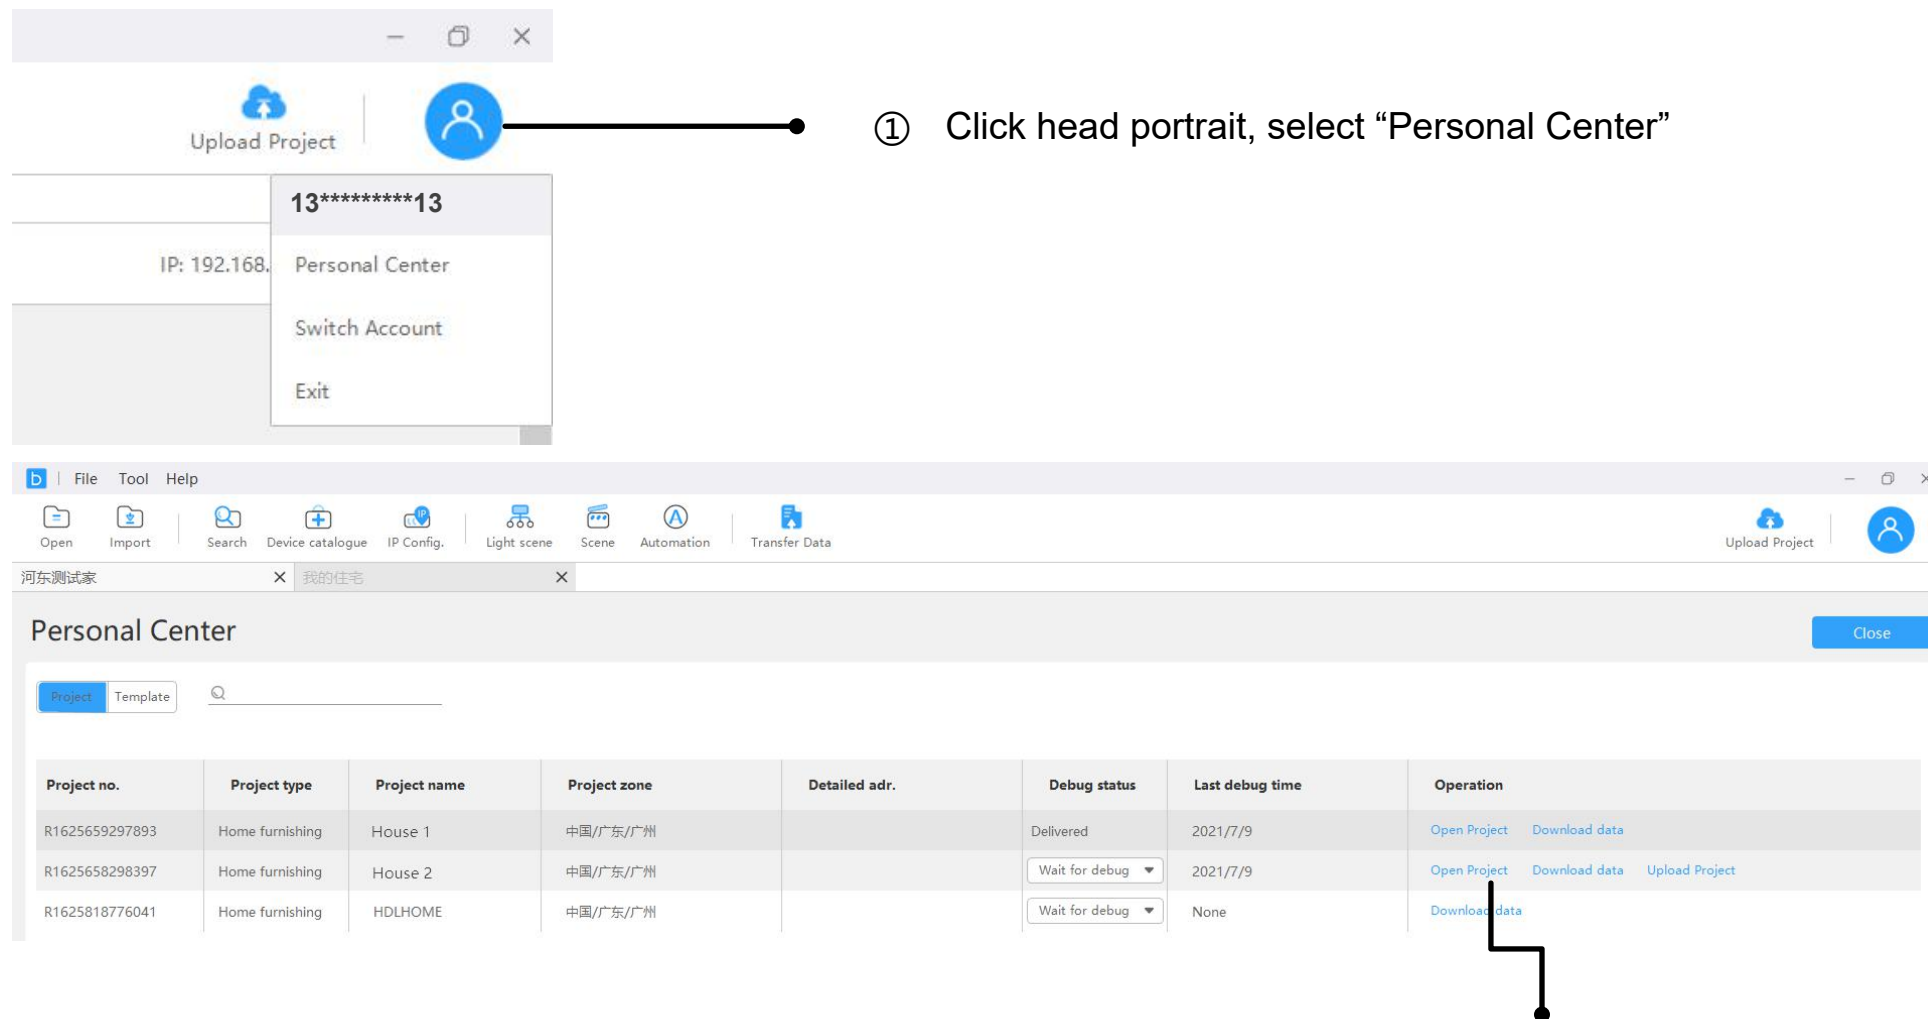 Upload Project
① Click head portrait, select “Personal Center”
13*********13
IP: 192.168.
Personal Center
Switch Account
Exit
b | File Tool Help
Open Import Search Device catalogue IP Config. Light scene Scene Automation Transfer Data Upload Project
河东测试家 我的住宅
Personal Center Close
Project Template
Project no. Project type Project name Project zone Detailed adr. Debug status Last debug time Operation
R1625659297893 Home furnishing House 1 中国/广东/广州 Delivered 2021/7/9 Open Project Download data
R1625658298397 Home furnishing House 2 中国/广东/广州 Wait for debug 2021/7/9 Open Project Download data Upload Project
R1625818776041 Home furnishing HDLHOME 中国/广东/广州 Wait for debug None Download data